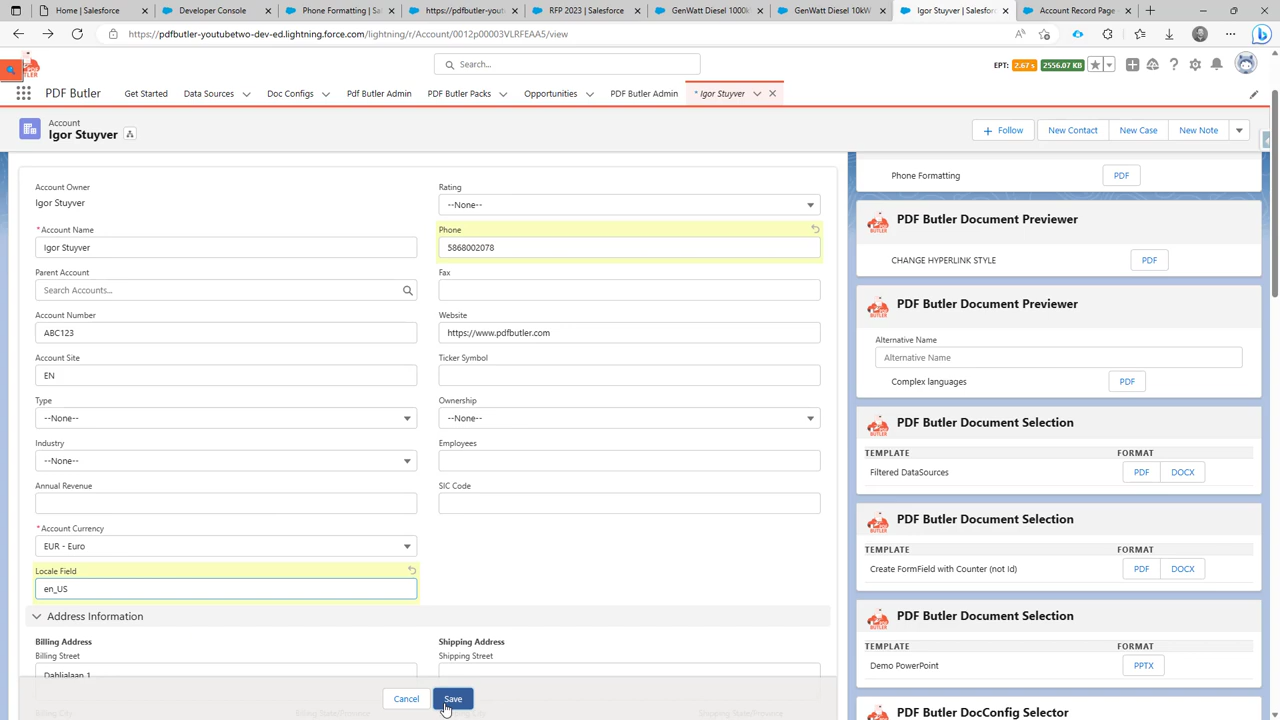 Home | Salesforce
Developer Console
Phone Formatting | Sa
https://pdfbutler-yout
RFP 2023 | Salesforce
GenWatt Diesel 1000k
GenWatt Diesel 10kW
Igor Stuyver | Salesfor
Account Record Page -
https://pdfbutler-youtubetwo-dev-ed.lightning.force.com/lightning/r/Account/0012p00003VLRFEAA5/view
Search...
EPT: 2.67 s 2556.07 KB
PDF Butler
Get Started
Data Sources
Doc Configs
Pdf Butler Admin
PDF Butler Packs
Opportunities
PDF Butler Admin
* Igor Stuyver
Account
Igor Stuyver
Follow
New Contact
New Case
New Note
Account Owner
Igor Stuyver
Rating
--None--
*Account Name
Igor Stuyver
Phone
5868002078
Parent Account
Search Accounts...
Fax
Account Number
ABC123
Website
https://www.pdfbutler.com
Account Site
EN
Ticker Symbol
Type
--None--
Ownership
--None--
Industry
--None--
Employees
Annual Revenue
SIC Code
*Account Currency
EUR - Euro
Locale Field
en_US
Address Information
Billing Address
Shipping Address
Billing Street
Shipping Street
Dahlialaan 1
Cancel
Save
Billing City
Billing State/Province
Shipping City
Shipping State/Province
Phone Formatting
PDF
PDF Butler Document Previewer
CHANGE HYPERLINK STYLE
PDF
PDF Butler Document Previewer
Alternative Name
Alternative Name
Complex languages
PDF
PDF Butler Document Selection
TEMPLATE FORMAT
Filtered DataSources
PDF DOCX
PDF Butler Document Selection
TEMPLATE FORMAT
Create FormField with Counter (not Id)
PDF DOCX
PDF Butler Document Selection
TEMPLATE FORMAT
Demo PowerPoint
PPTX
PDF Butler DocConfig Selector